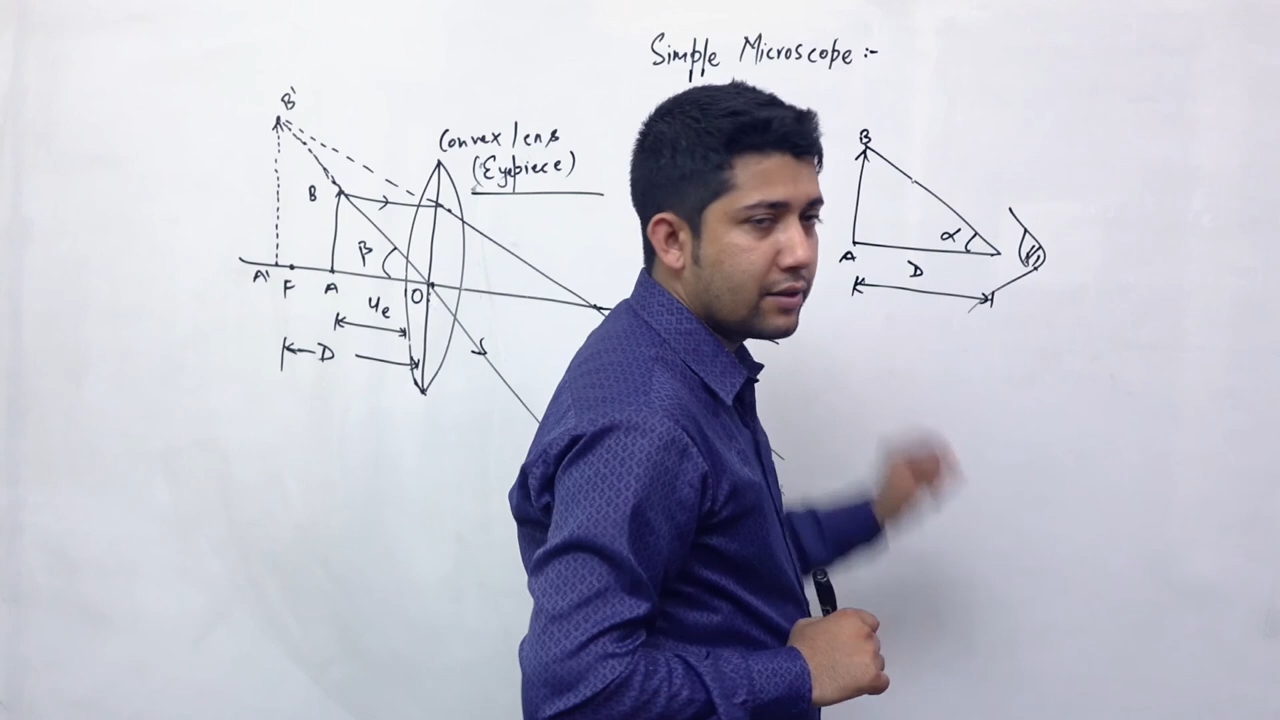 Simple Microscope :-
B'
Convex lens
(Eyepiece)
B
β
A' F A O
ue
D
B
α
A
D